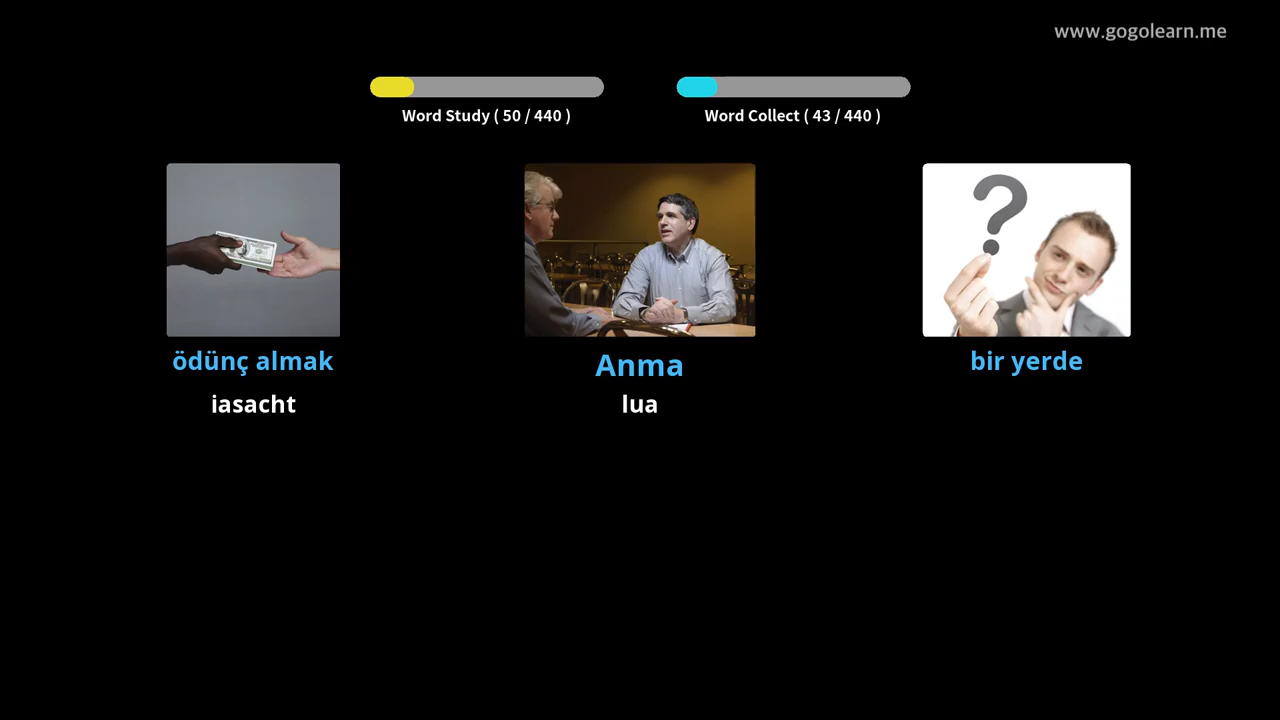 www.gogolearn.me
Word Study ( 50 / 440 )
Word Collect ( 43 / 440 )
ödünç almak
iasacht
Anma
lua
bir yerde